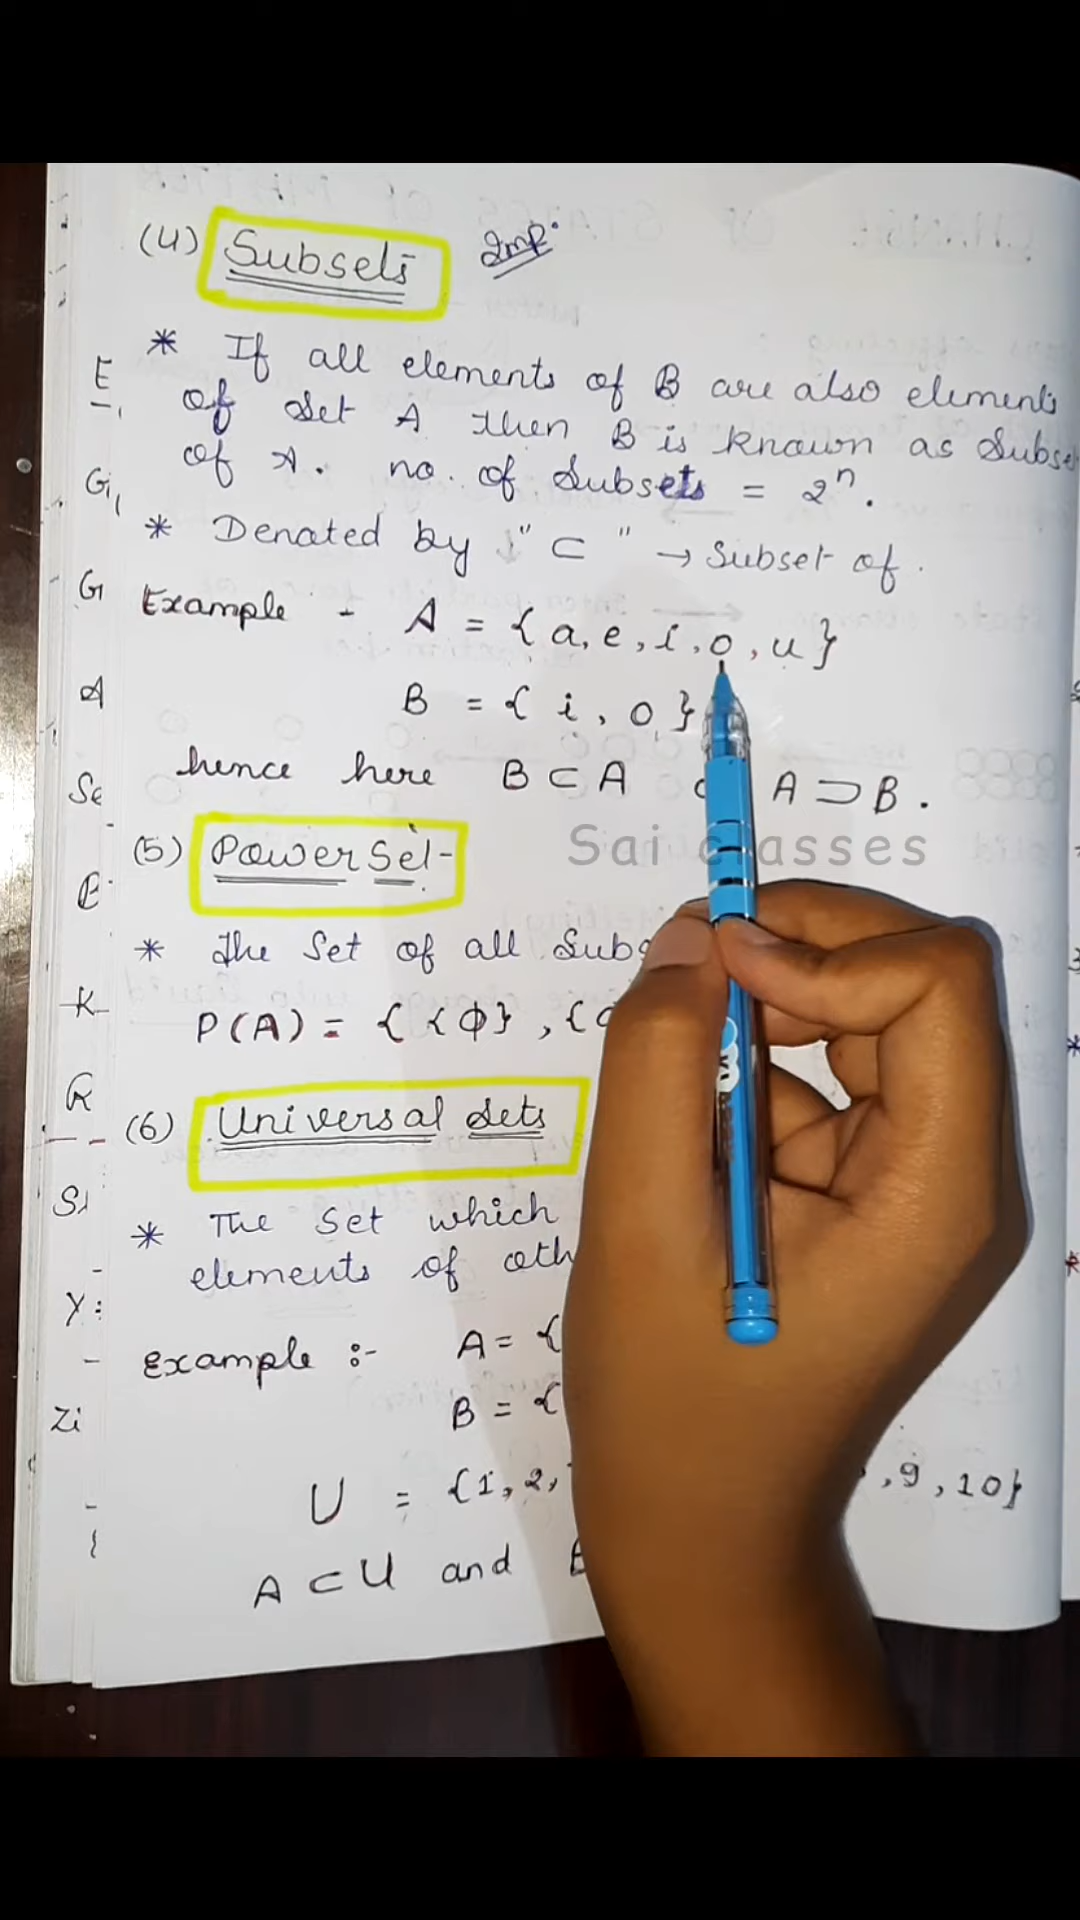 (4) Subsets Imp.
* If all elements of B are also elements
of Set A then B is known as Subset
of A. no. of Subsets = 2ⁿ.
* Denated by ↓ " ⊂ " → Subset of.
Example - A = { a, e, i, o, u}
B = { i, o }
hence here B ⊂ A A ⊃ B.
Sai classes
(5) Power Set-
* The Set of all Subs
P(A) = { {ϕ} , {
(6) Universal Sets
* The Set which
elements of oth
Example :- A = {
B = {
U = {1, 2, , 9, 10}
A ⊂ U and